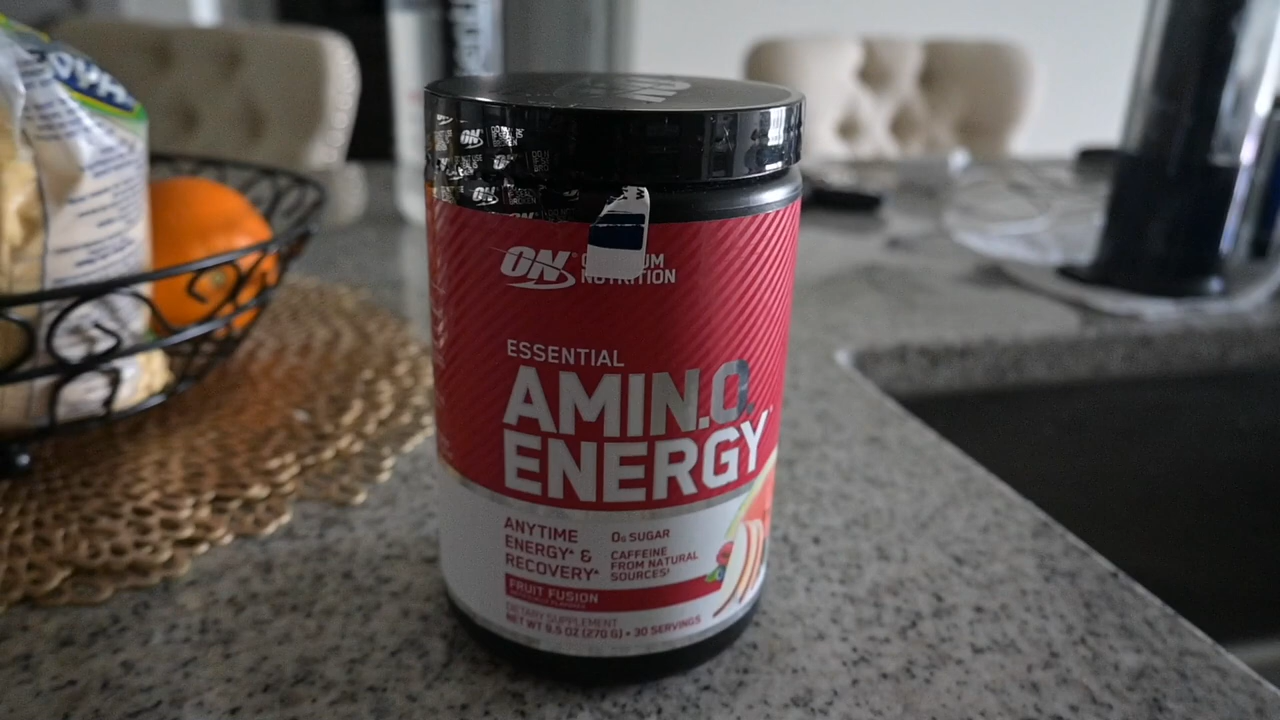 ON
NUTRITION
ESSENTIAL
AMIN.O.
ENERGY
ANYTIME
ENERGY* &
RECOVERY*
0G SUGAR
CAFFEINE
FROM NATURAL
SOURCES
FRUIT FUSION
DIETARY SUPPLEMENT
NET WT 9.5 OZ (270 G) • 30 SERVINGS